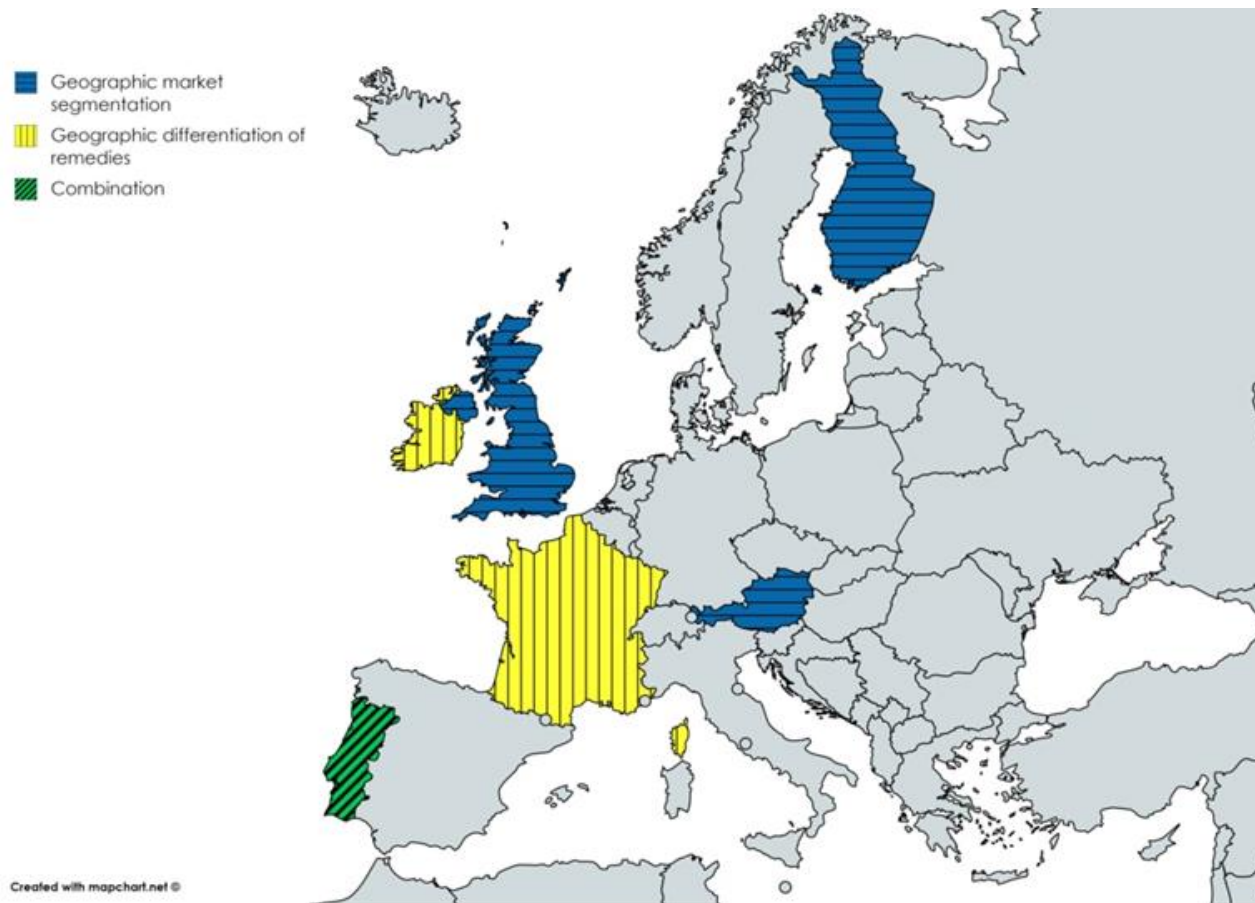 Geographic market
segmentation
Geographic differentiation of
remedies
Combination
Created with mapchart.net ©